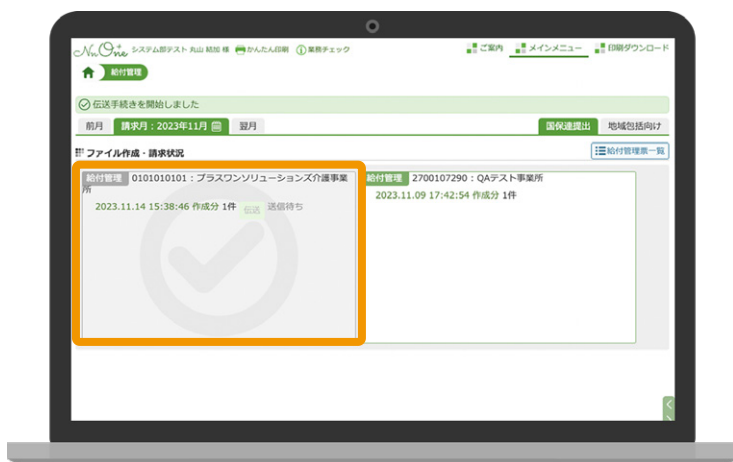 NnOne システム部テスト 丸山 結加 様 かんたん印刷 業務チェック ご案内 メインメニュー 印刷ダウンロード
給付管理
伝送手続きを開始しました
前月 請求月：2023年11月 翌月 国保連提出 地域包括向け
ファイル作成・請求状況 給付管理票一覧
給付管理 0101010101：プラスワンソリューションズ介護事業
所
2023.11.14 15:38:46 作成分 1件 伝送 送信待ち
給付管理 2700107290：QAテスト事業所
2023.11.09 17:42:54 作成分 1件